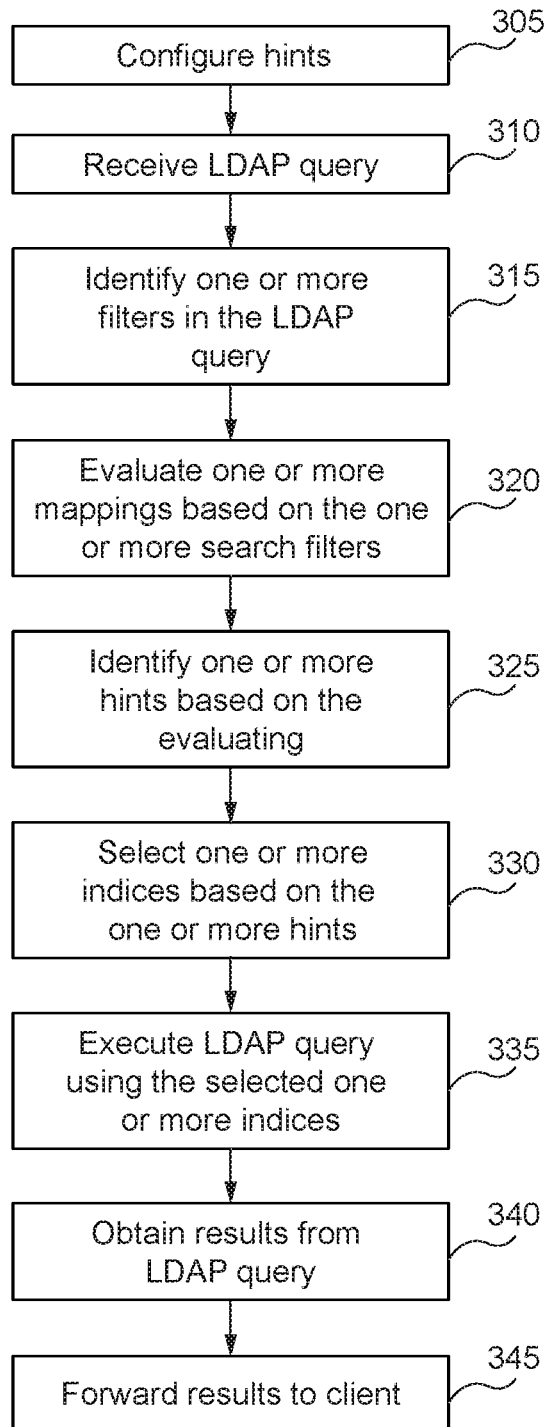 305
Configure hints
310
Receive LDAP query
315
Identify one or more
filters in the LDAP
query
320
Evaluate one or more
mappings based on the one
or more search filters
325
Identify one or more
hints based on the
evaluating
330
Select one or more
indices based on the
one or more hints
335
Execute LDAP query
using the selected one
or more indices
340
Obtain results from
LDAP query
345
Forward results to client